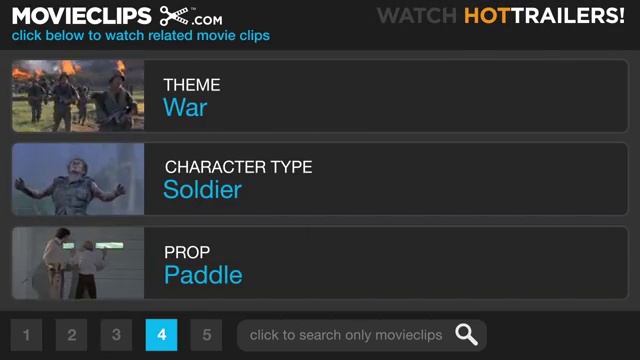 MOVIECLIPS .COM™
WATCH HOTTRAILERS!
click below to watch related movie clips
THEME
War
CHARACTER TYPE
Soldier
PROP
Paddle
1 2 3 4 5
click to search only movieclips